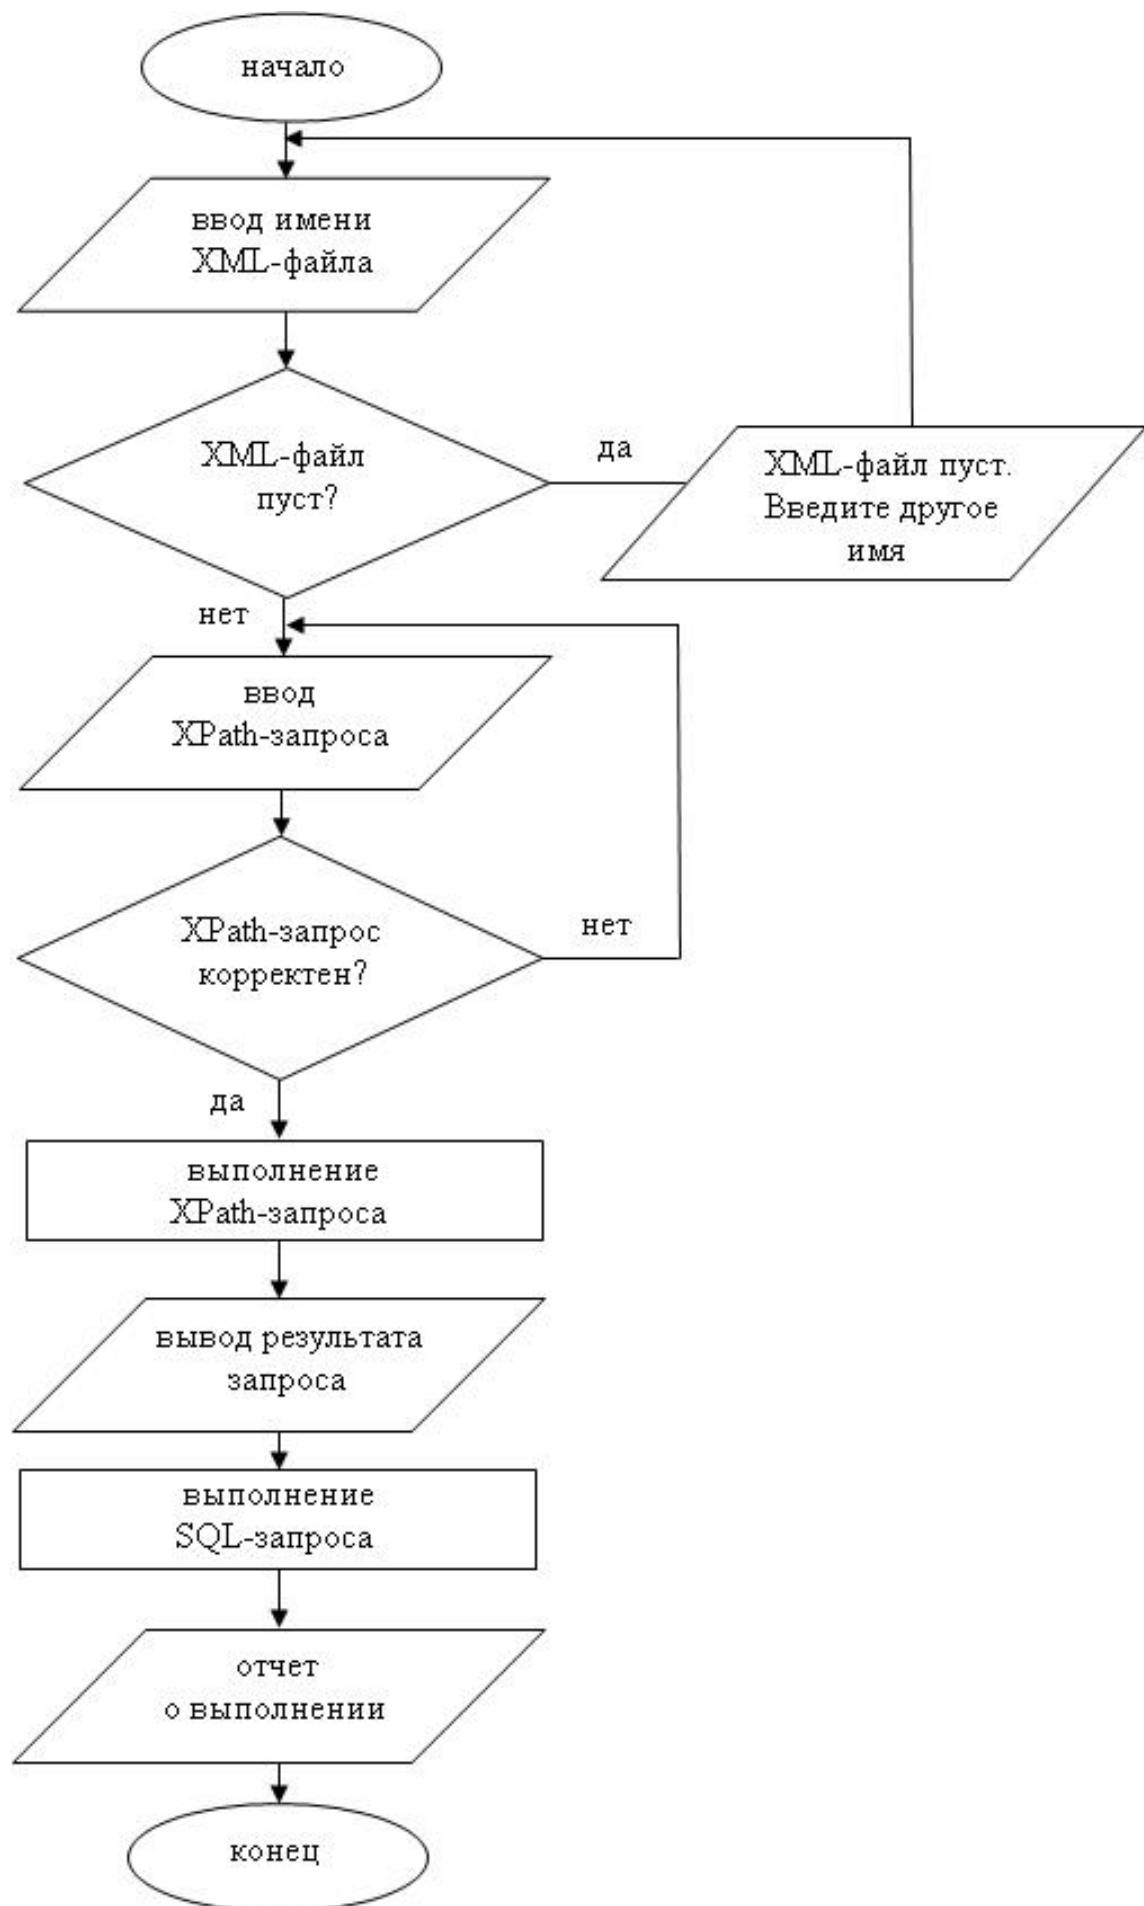 начало
ввод имени
XML-файла
XML-файл
пуст?
да
XML-файл пуст.
Введите другое
имя
нет
ввод
XPath-запроса
XPath-запрос
корректен?
нет
да
выполнение
XPath-запроса
вывод результата
запроса
выполнение
SQL-запроса
отчет
о выполнении
конец